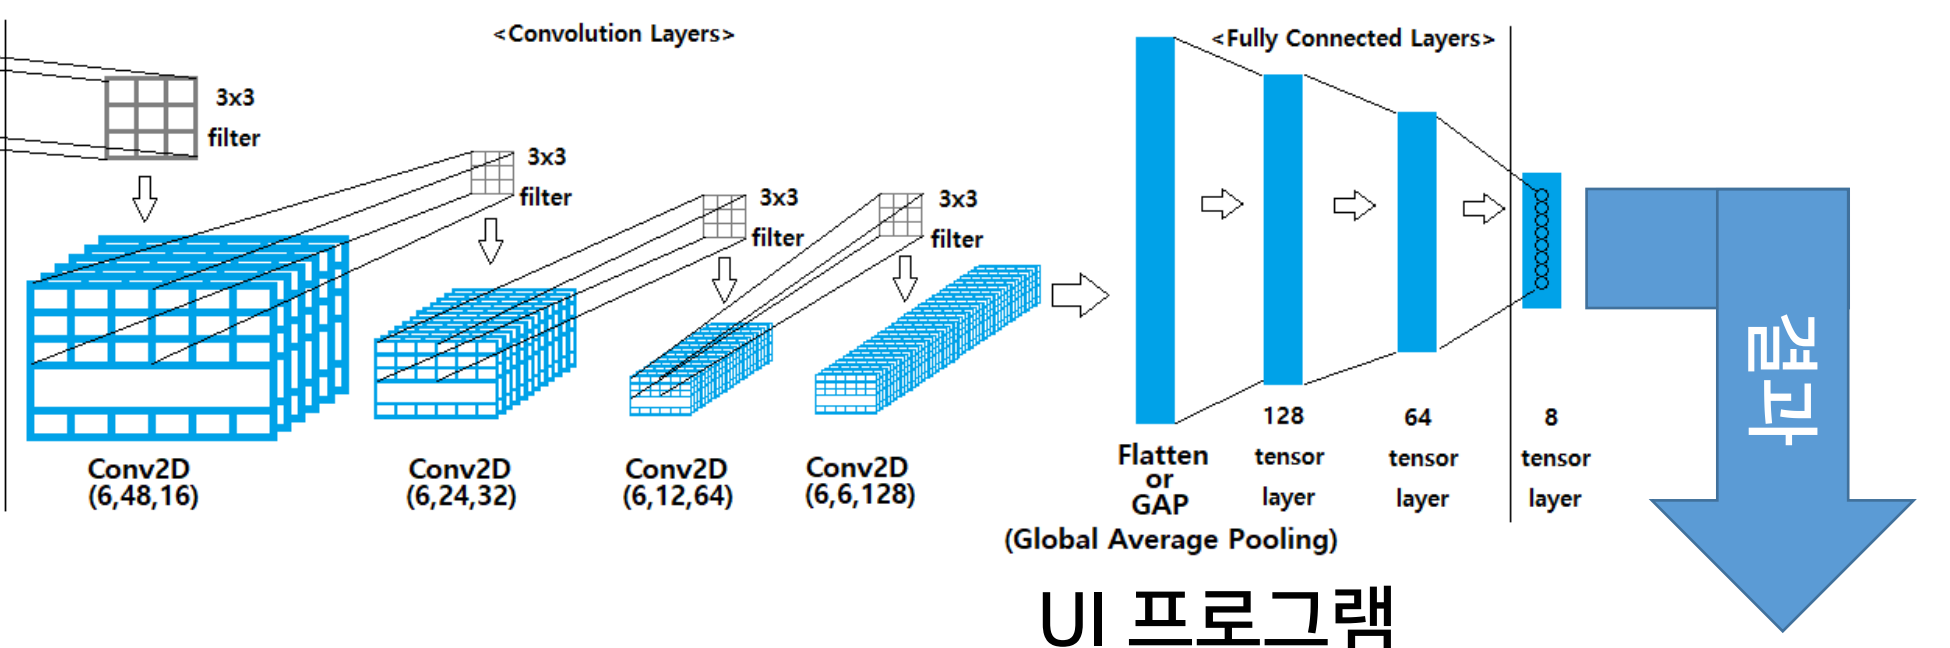 <Convolution Layers>
<Fully Connected Layers>
3x3
filter
3x3
filter
3x3
filter
3x3
filter
Conv2D
(6,48,16)
Conv2D
(6,24,32)
Conv2D
(6,12,64)
Conv2D
(6,6,128)
Flatten
or
GAP
(Global Average Pooling)
128
tensor
layer
64
tensor
layer
8
tensor
layer
결과
UI 프로그램